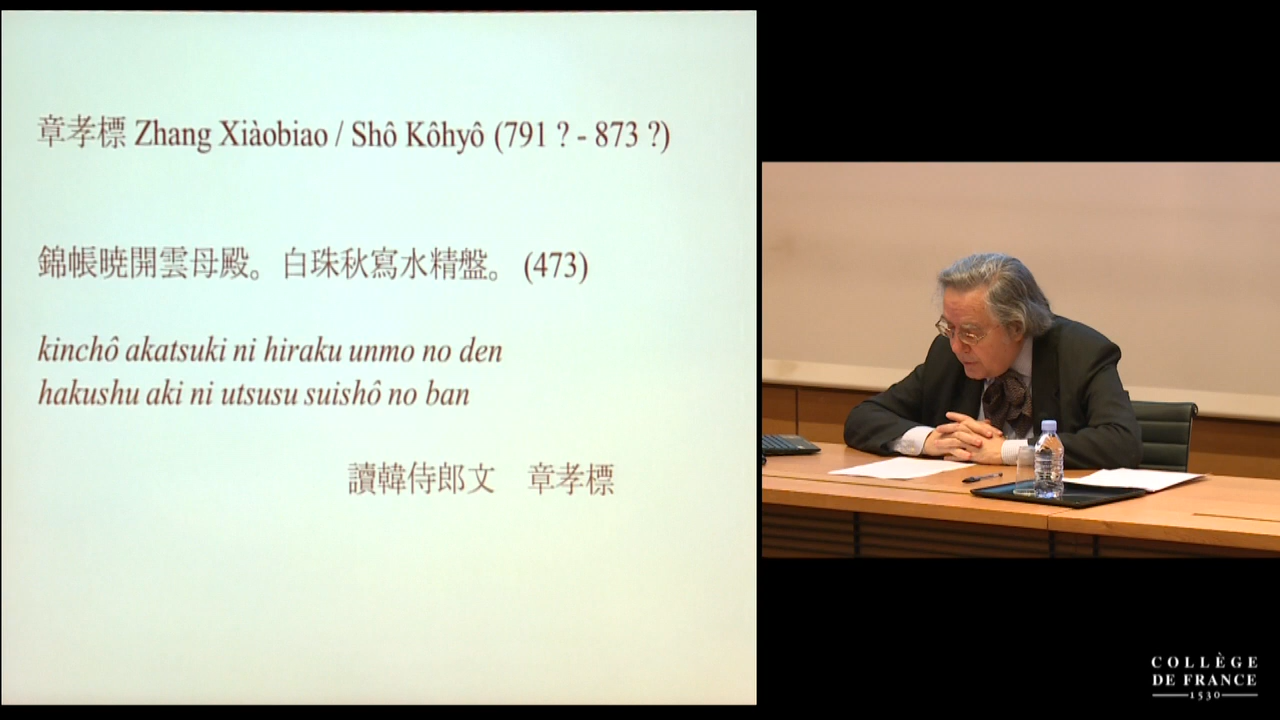 章孝標 Zhang Xiàobiao / Shô Kôhyô (791 ? - 873 ?)
錦帳曉開雲母殿。白珠秋寫水精盤。(473)
kinchô akatsuki ni hiraku unmo no den
hakushu aki ni utsusu suishô no ban
讀韓侍郎文　章孝標
COLLÈGE
DE FRANCE
1530